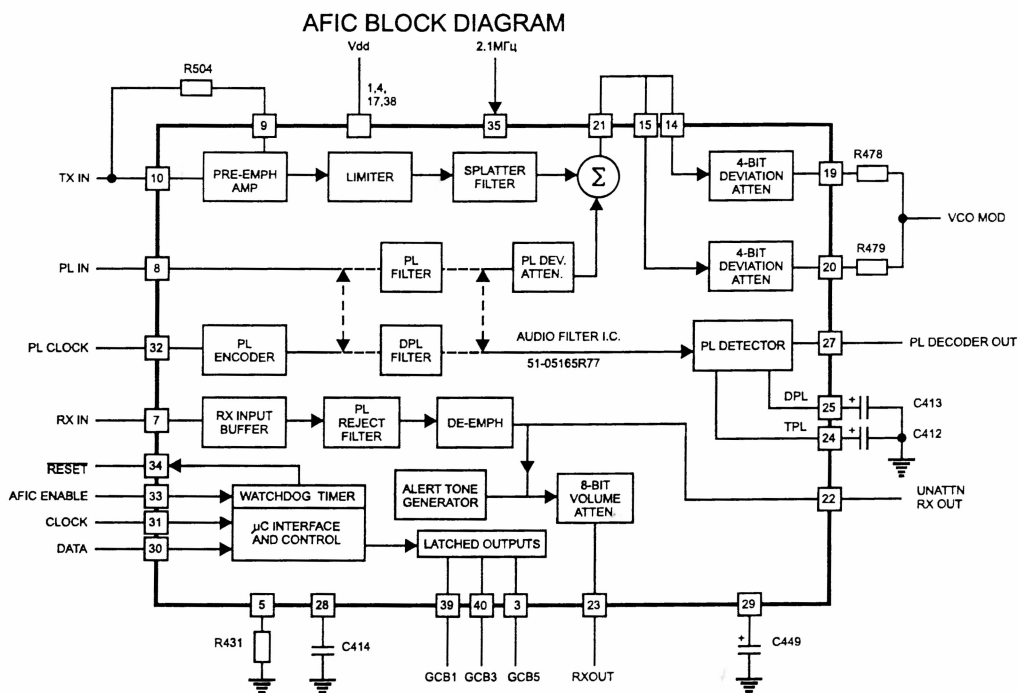 AFIC BLOCK DIAGRAM
Vdd
2.1МГц
R504
1,4,
17,38
9
35
21
15
14
TX IN
10
PRE-EMPH
AMP
LIMITER
SPLATTER
FILTER
Σ
4-BIT
DEVIATION
ATTEN
19
R478
VCO MOD
PL IN
8
PL
FILTER
PL DEV.
ATTEN.
4-BIT
DEVIATION
ATTEN
20
R479
PL CLOCK
32
PL
ENCODER
DPL
FILTER
AUDIO FILTER I.C.
51-05165R77
PL DETECTOR
27
PL DECODER OUT
DPL
25
+
C413
TPL
24
+
C412
RX IN
7
RX INPUT
BUFFER
PL
REJECT
FILTER
DE-EMPH
RESET
34
AFIC ENABLE
33
WATCHDOG TIMER
CLOCK
31
μC INTERFACE
AND CONTROL
DATA
30
ALERT TONE
GENERATOR
8-BIT
VOLUME
ATTEN.
22
UNATTN
RX OUT
LATCHED OUTPUTS
5
28
39
40
3
23
29
R431
C414
GCB1
GCB3
GCB5
RXOUT
+
C449